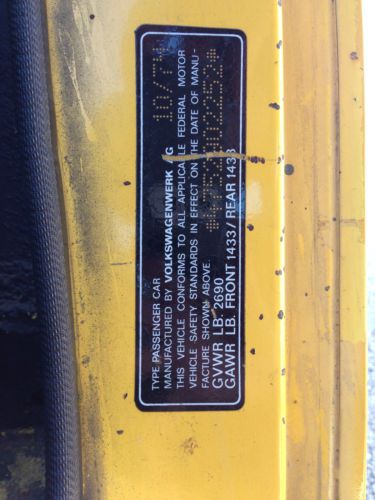 TYPE PASSENGER CAR
MANUFACTURED BY VOLKSWAGENWERK AG 10/74
THIS VEHICLE CONFORMS TO ALL APPLICABLE FEDERAL MOTOR
VEHICLE SAFETY STANDARDS IN EFFECT ON THE DATE OF MANU-
FACTURE SHOWN ABOVE.
GVWR LB. 2690
GAWR LB. FRONT 1433/ REAR 1433